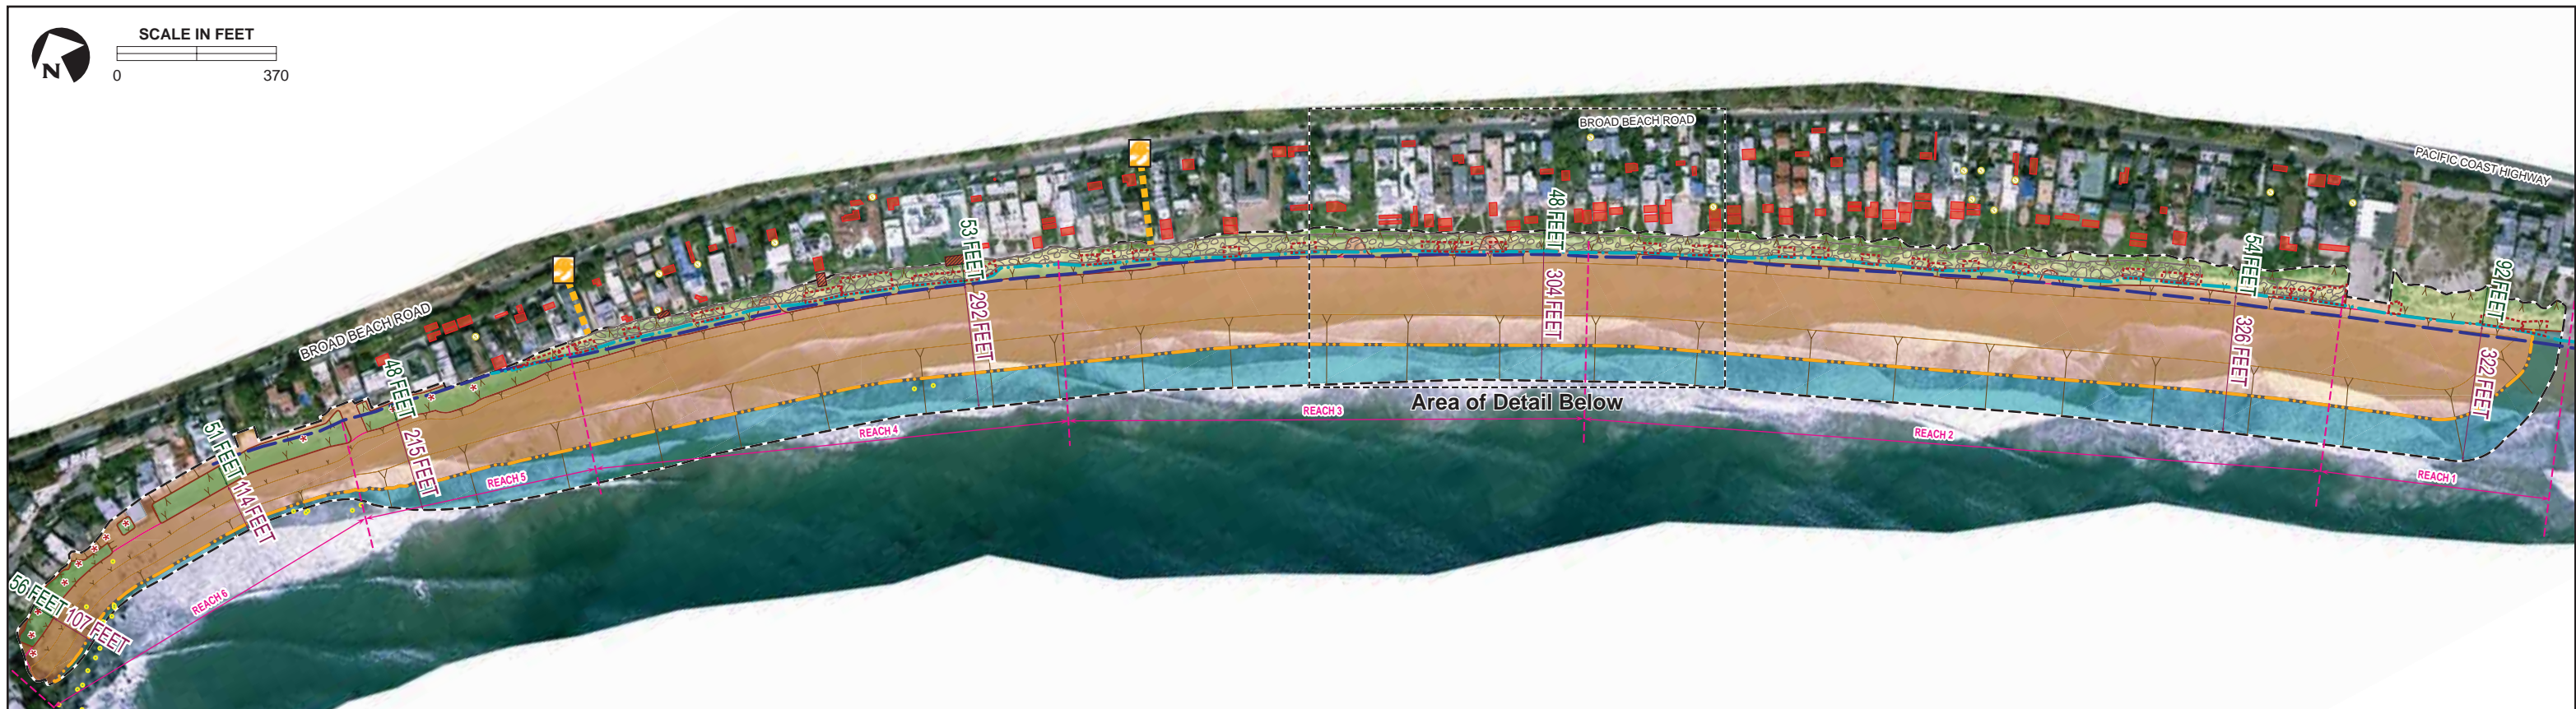 SCALE IN FEET
0 370
N
BROAD BEACH ROAD
PACIFIC COAST HIGHWAY
BROAD BEACH ROAD
53 FEET
48 FEET
54 FEET
92 FEET
292 FEET
304 FEET
326 FEET
332 FEET
48 FEET
215 FEET
51 FEET
114 FEET
56 FEET
107 FEET
Area of Detail Below
REACH 6
REACH 5
REACH 4
REACH 3
REACH 2
REACH 1